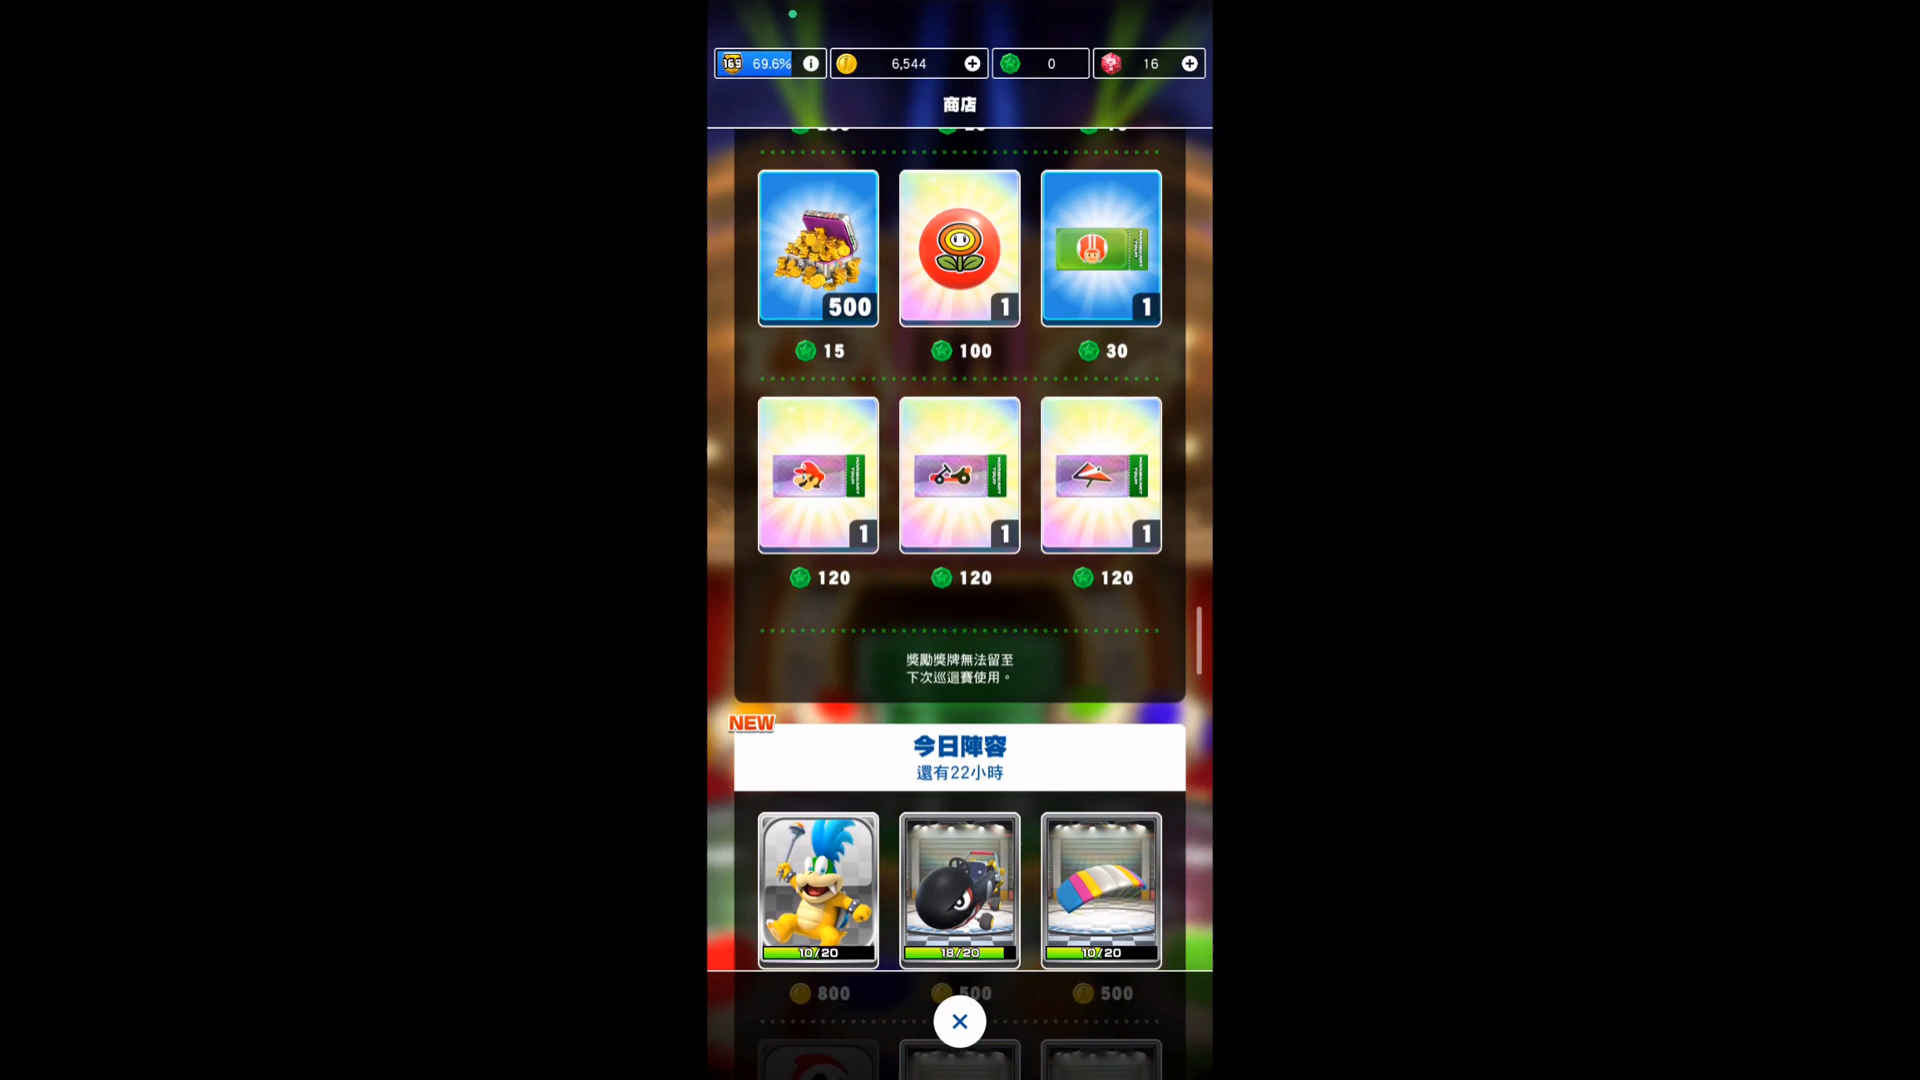 169 69.6% i 6,544 0 16
商店
500 1 1
15 100 30
1 1 1
120 120 120
獎勵獎牌無法留至
下次巡迴賽使用。
NEW
今日陣容
還有22小時
10/20 18/20 10/20
800 500 500